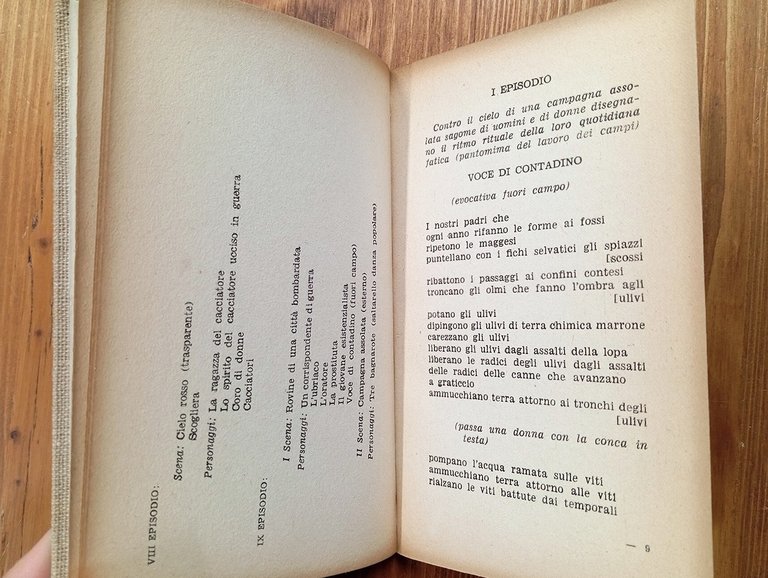 VIII EPISODIO:
Scena: Cielo rosso (trasparente)
Scogliera
Personaggi: La ragazza del cacciatore
Lo spirito del cacciatore ucciso in guerra
Coro di donne
Cacciatori
IX EPISODIO:
I Scena: Rovine di una città bombardata
Personaggi: Un corrispondente di guerra
L'ubriaco
L'oratore
La prostituta
Il giovane esistenzialista
Voce di contadino (fuori campo)
II Scena: Campagna assolata (esterno)
Personaggi: Tre bagnarote (saltarello danza popolare)
I EPISODIO
Contro il cielo di una campagna asso-
lata sagome di uomini e di donne disegna-
no il ritmo rituale della loro quotidiana
fatica (pantomima del lavoro dei campi)
VOCE DI CONTADINO
(evocativa fuori campo)
I nostri padri che
ogni anno rifanno le forme ai fossi
ripetono le maggesi
puntellano con i fichi selvatici gli spiazzi
[scossi
ribattono i passaggi ai confini contesi
troncano gli olmi che fanno l'ombra agli
[ulivi
potano gli ulivi
dipingono gli ulivi di terra chimica marrone
carezzano gli ulivi
liberano gli ulivi dagli assalti della lopa
liberano le radici degli ulivi dagli assalti
delle radici delle canne che avanzano
a graticcio
ammucchiano terra attorno ai tronchi degli
[ulivi
(passa una donna con la conca in
testa)
pompano l'acqua ramata sulle viti
ammucchiano terra attorno alle viti
rialzano le viti battute dai temporali
— 9